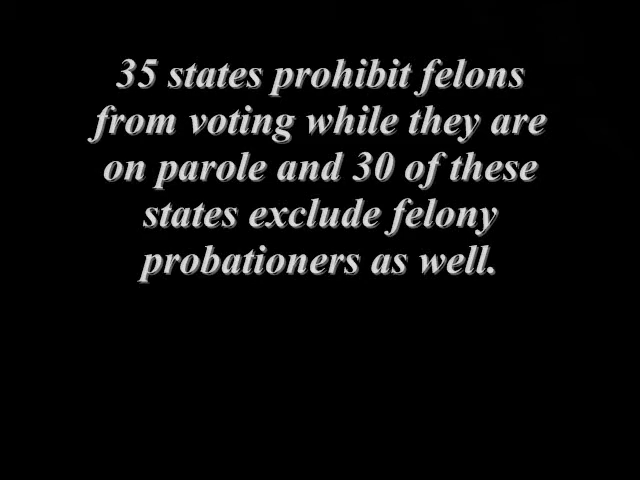 35 states prohibit felons
from voting while they are
on parole and 30 of these
states exclude felony
probationers as well.